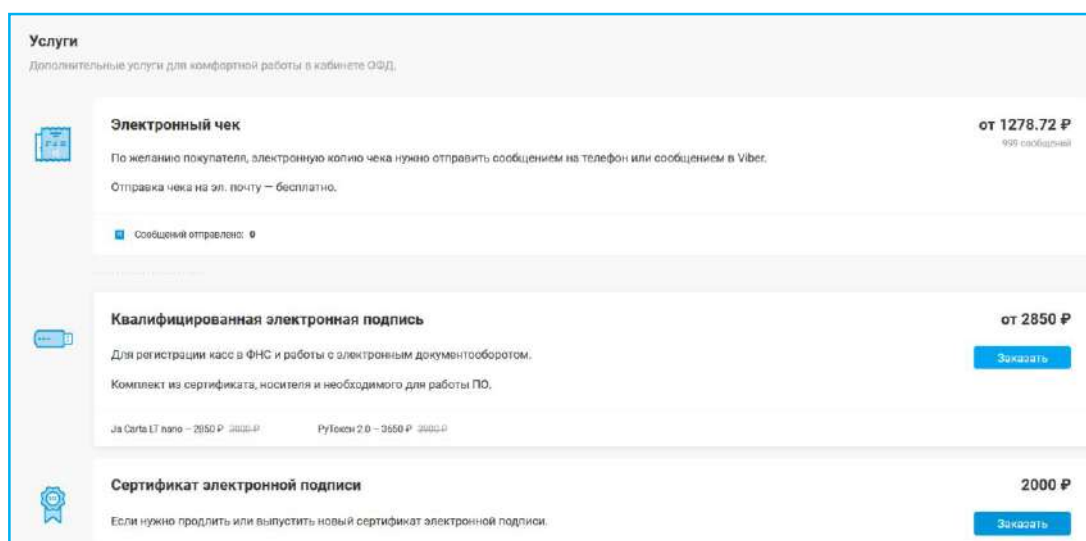 Услуги
Дополнительные услуги для комфортной работы в кабинете ОФД.
Электронный чек
от 1278.72 ₽
999 сообщений
По желанию покупателя, электронную копию чека нужно отправить сообщением на телефон или сообщением в Viber.
Отправка чека на эл. почту — бесплатно.
Сообщений отправлено: 0
Квалифицированная электронная подпись
от 2850 ₽
Для регистрации касс в ФНС и работы с электронным документооборотом.
Заказать
Комплект из сертификата, носителя и необходимого для работы ПО.
Ja Carta LT nano – 2850 ₽ РуТокен 2.0 – 3650 ₽ 3900 ₽
Сертификат электронной подписи
2000 ₽
Если нужно продлить или выпустить новый сертификат электронной подписи.
Заказать